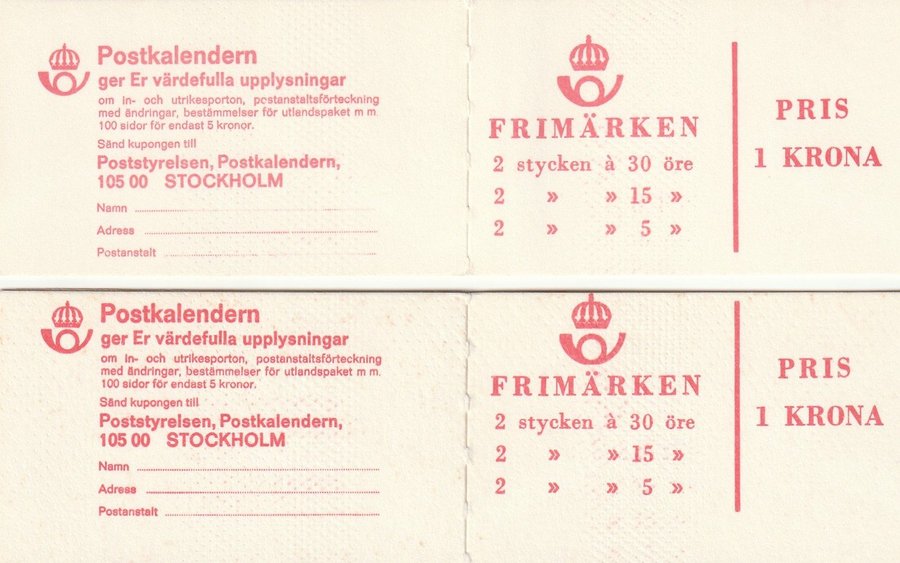 Postkalendern
ger Er värdefulla upplysningar
om in- och utrikesporton, postanstaltsförteckning
med ändringar, bestämmelser för utlandspaket m m.
100 sidor för endast 5 kronor.
Sänd kupongen till
Poststyrelsen, Postkalendern,
105 00 STOCKHOLM
Namn
Adress
Postanstalt
FRIMÄRKEN
2 stycken à 30 öre
2 » » 15 »
2 » » 5 »
PRIS
1 KRONA
Postkalendern
ger Er värdefulla upplysningar
om in- och utrikesporton, postanstaltsförteckning
med ändringar, bestämmelser för utlandspaket m m.
100 sidor för endast 5 kronor.
Sänd kupongen till
Poststyrelsen, Postkalendern,
105 00 STOCKHOLM
Namn
Adress
Postanstalt
FRIMÄRKEN
2 stycken à 30 öre
2 » » 15 »
2 » » 5 »
PRIS
1 KRONA